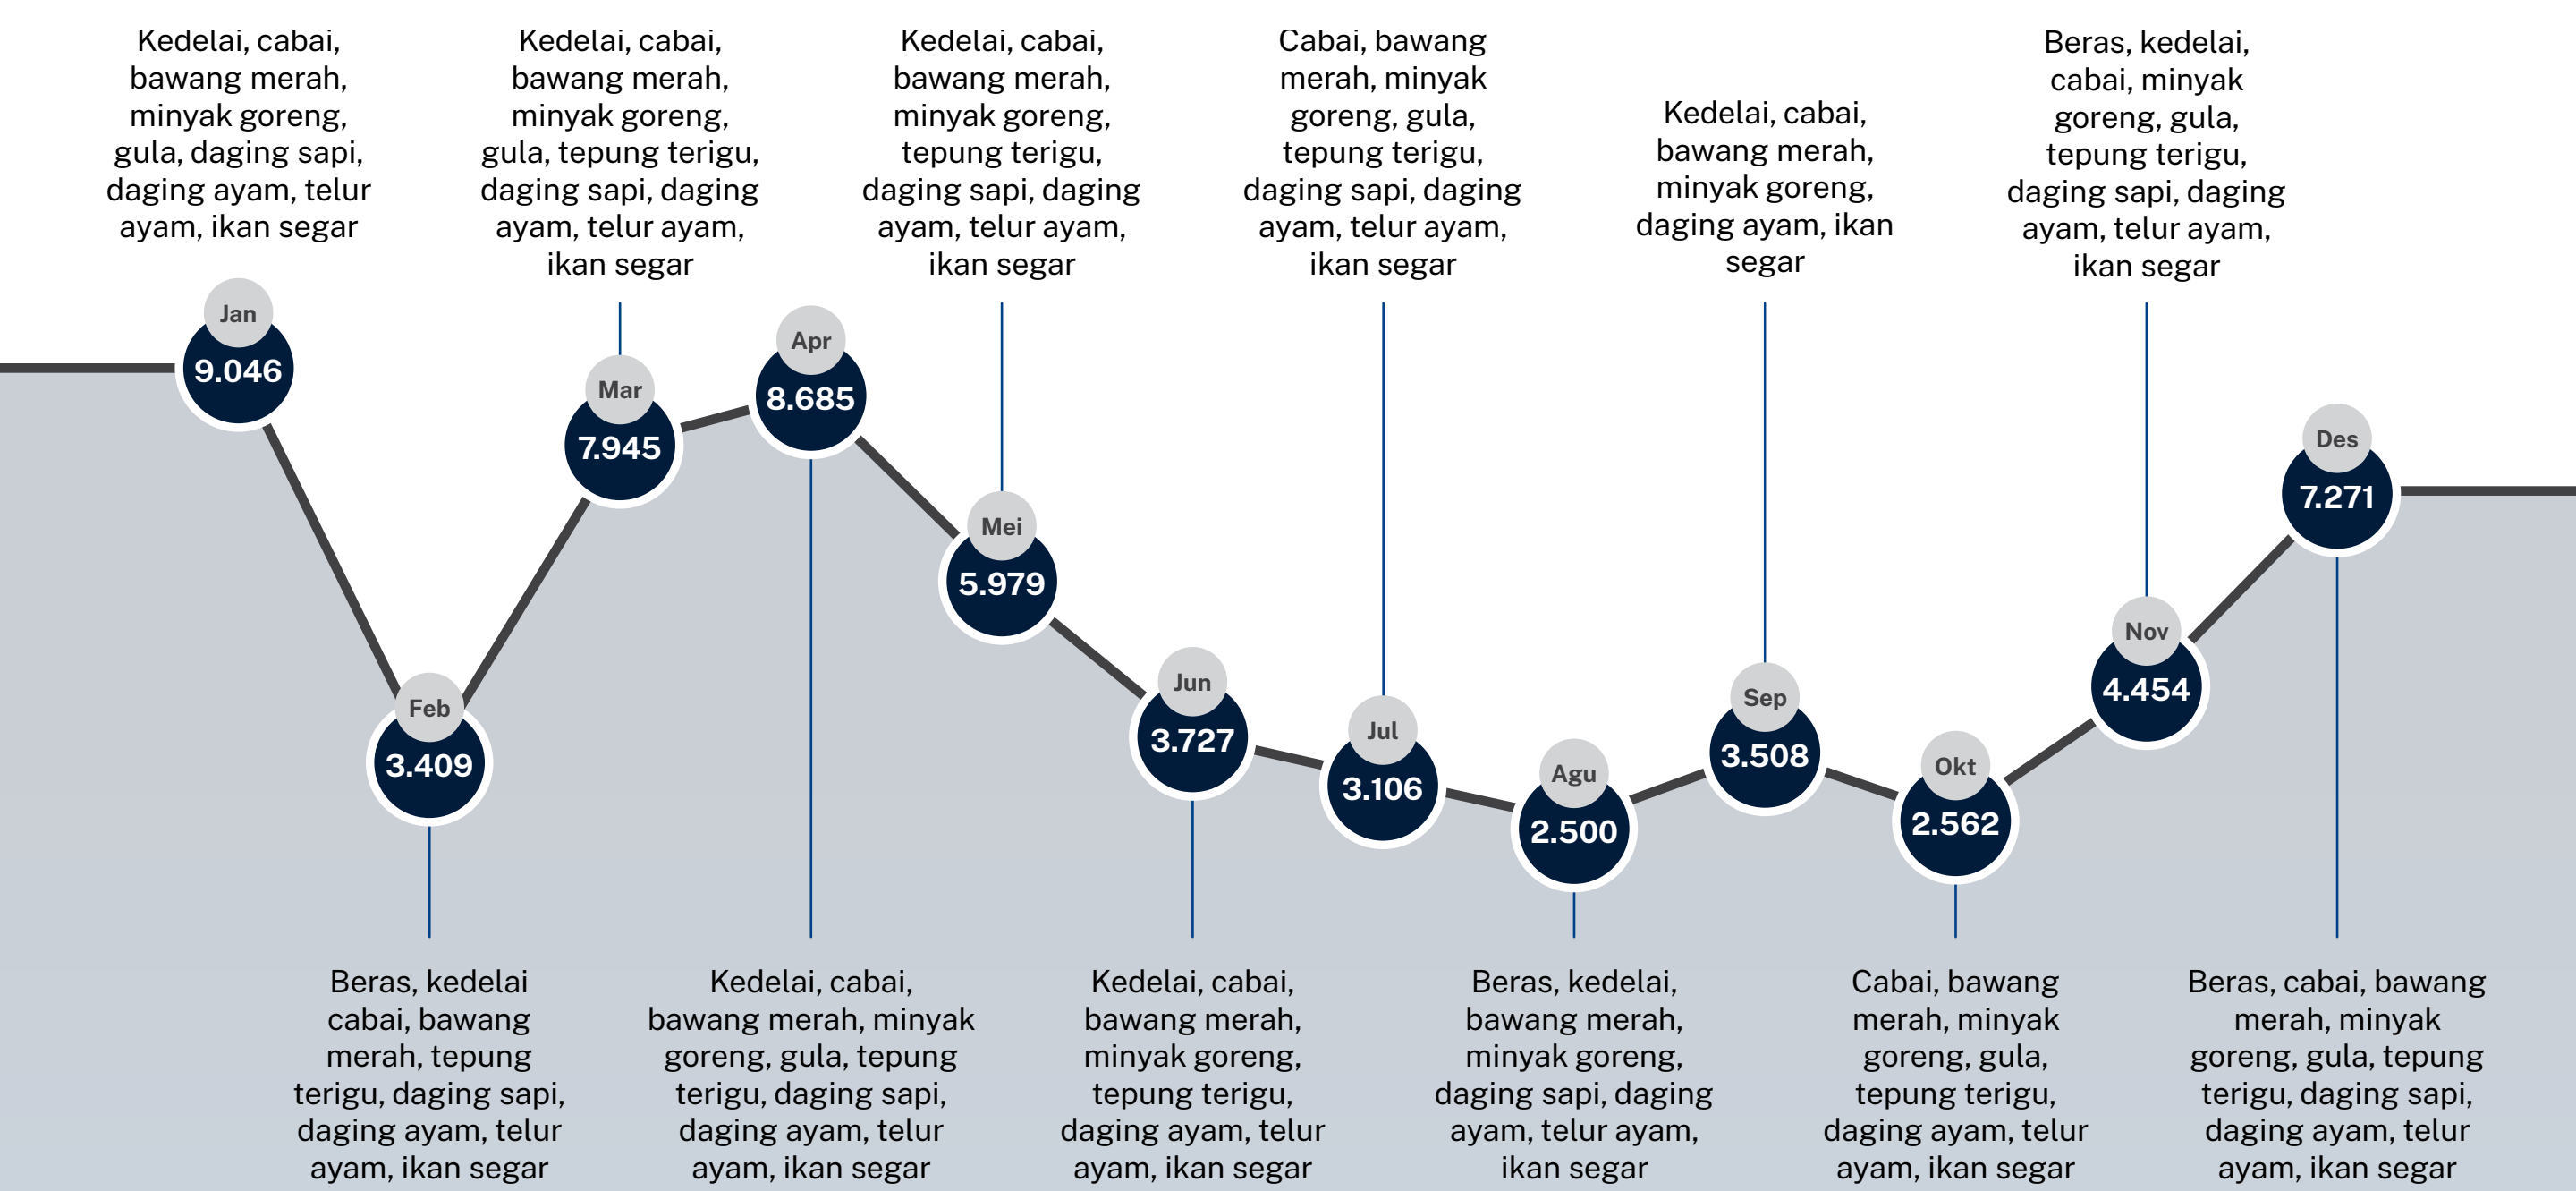 Kedelai, cabai,
bawang merah,
minyak goreng,
gula, daging sapi,
daging ayam, telur
ayam, ikan segar
Kedelai, cabai,
bawang merah,
minyak goreng,
gula, tepung terigu,
daging sapi, daging
ayam, telur ayam,
ikan segar
Kedelai, cabai,
bawang merah,
minyak goreng,
tepung terigu,
daging sapi, daging
ayam, telur ayam,
ikan segar
Cabai, bawang
merah, minyak
goreng, gula,
tepung terigu,
daging sapi, daging
ayam, telur ayam,
ikan segar
Kedelai, cabai,
bawang merah,
minyak goreng,
daging ayam, ikan
segar
Beras, kedelai,
cabai, minyak
goreng, gula,
tepung terigu,
daging sapi, daging
ayam, telur ayam,
ikan segar
Jan
9.046
Feb
3.409
Mar
7.945
Apr
8.685
Mei
5.979
Jun
3.727
Jul
3.106
Agu
2.500
Sep
3.508
Okt
2.562
Nov
4.454
Des
7.271
Beras, kedelai
cabai, bawang
merah, tepung
terigu, daging sapi,
daging ayam, telur
ayam, ikan segar
Kedelai, cabai,
bawang merah, minyak
goreng, gula, tepung
terigu, daging sapi,
daging ayam, telur
ayam, ikan segar
Kedelai, cabai,
bawang merah,
minyak goreng,
tepung terigu,
daging ayam, telur
ayam, ikan segar
Beras, kedelai,
bawang merah,
minyak goreng,
daging sapi, daging
ayam, telur ayam,
ikan segar
Cabai, bawang
merah, minyak
goreng, gula,
tepung terigu,
daging ayam, telur
ayam, ikan segar
Beras, cabai, bawang
merah, minyak
goreng, gula, tepung
terigu, daging sapi,
daging ayam, telur
ayam, ikan segar